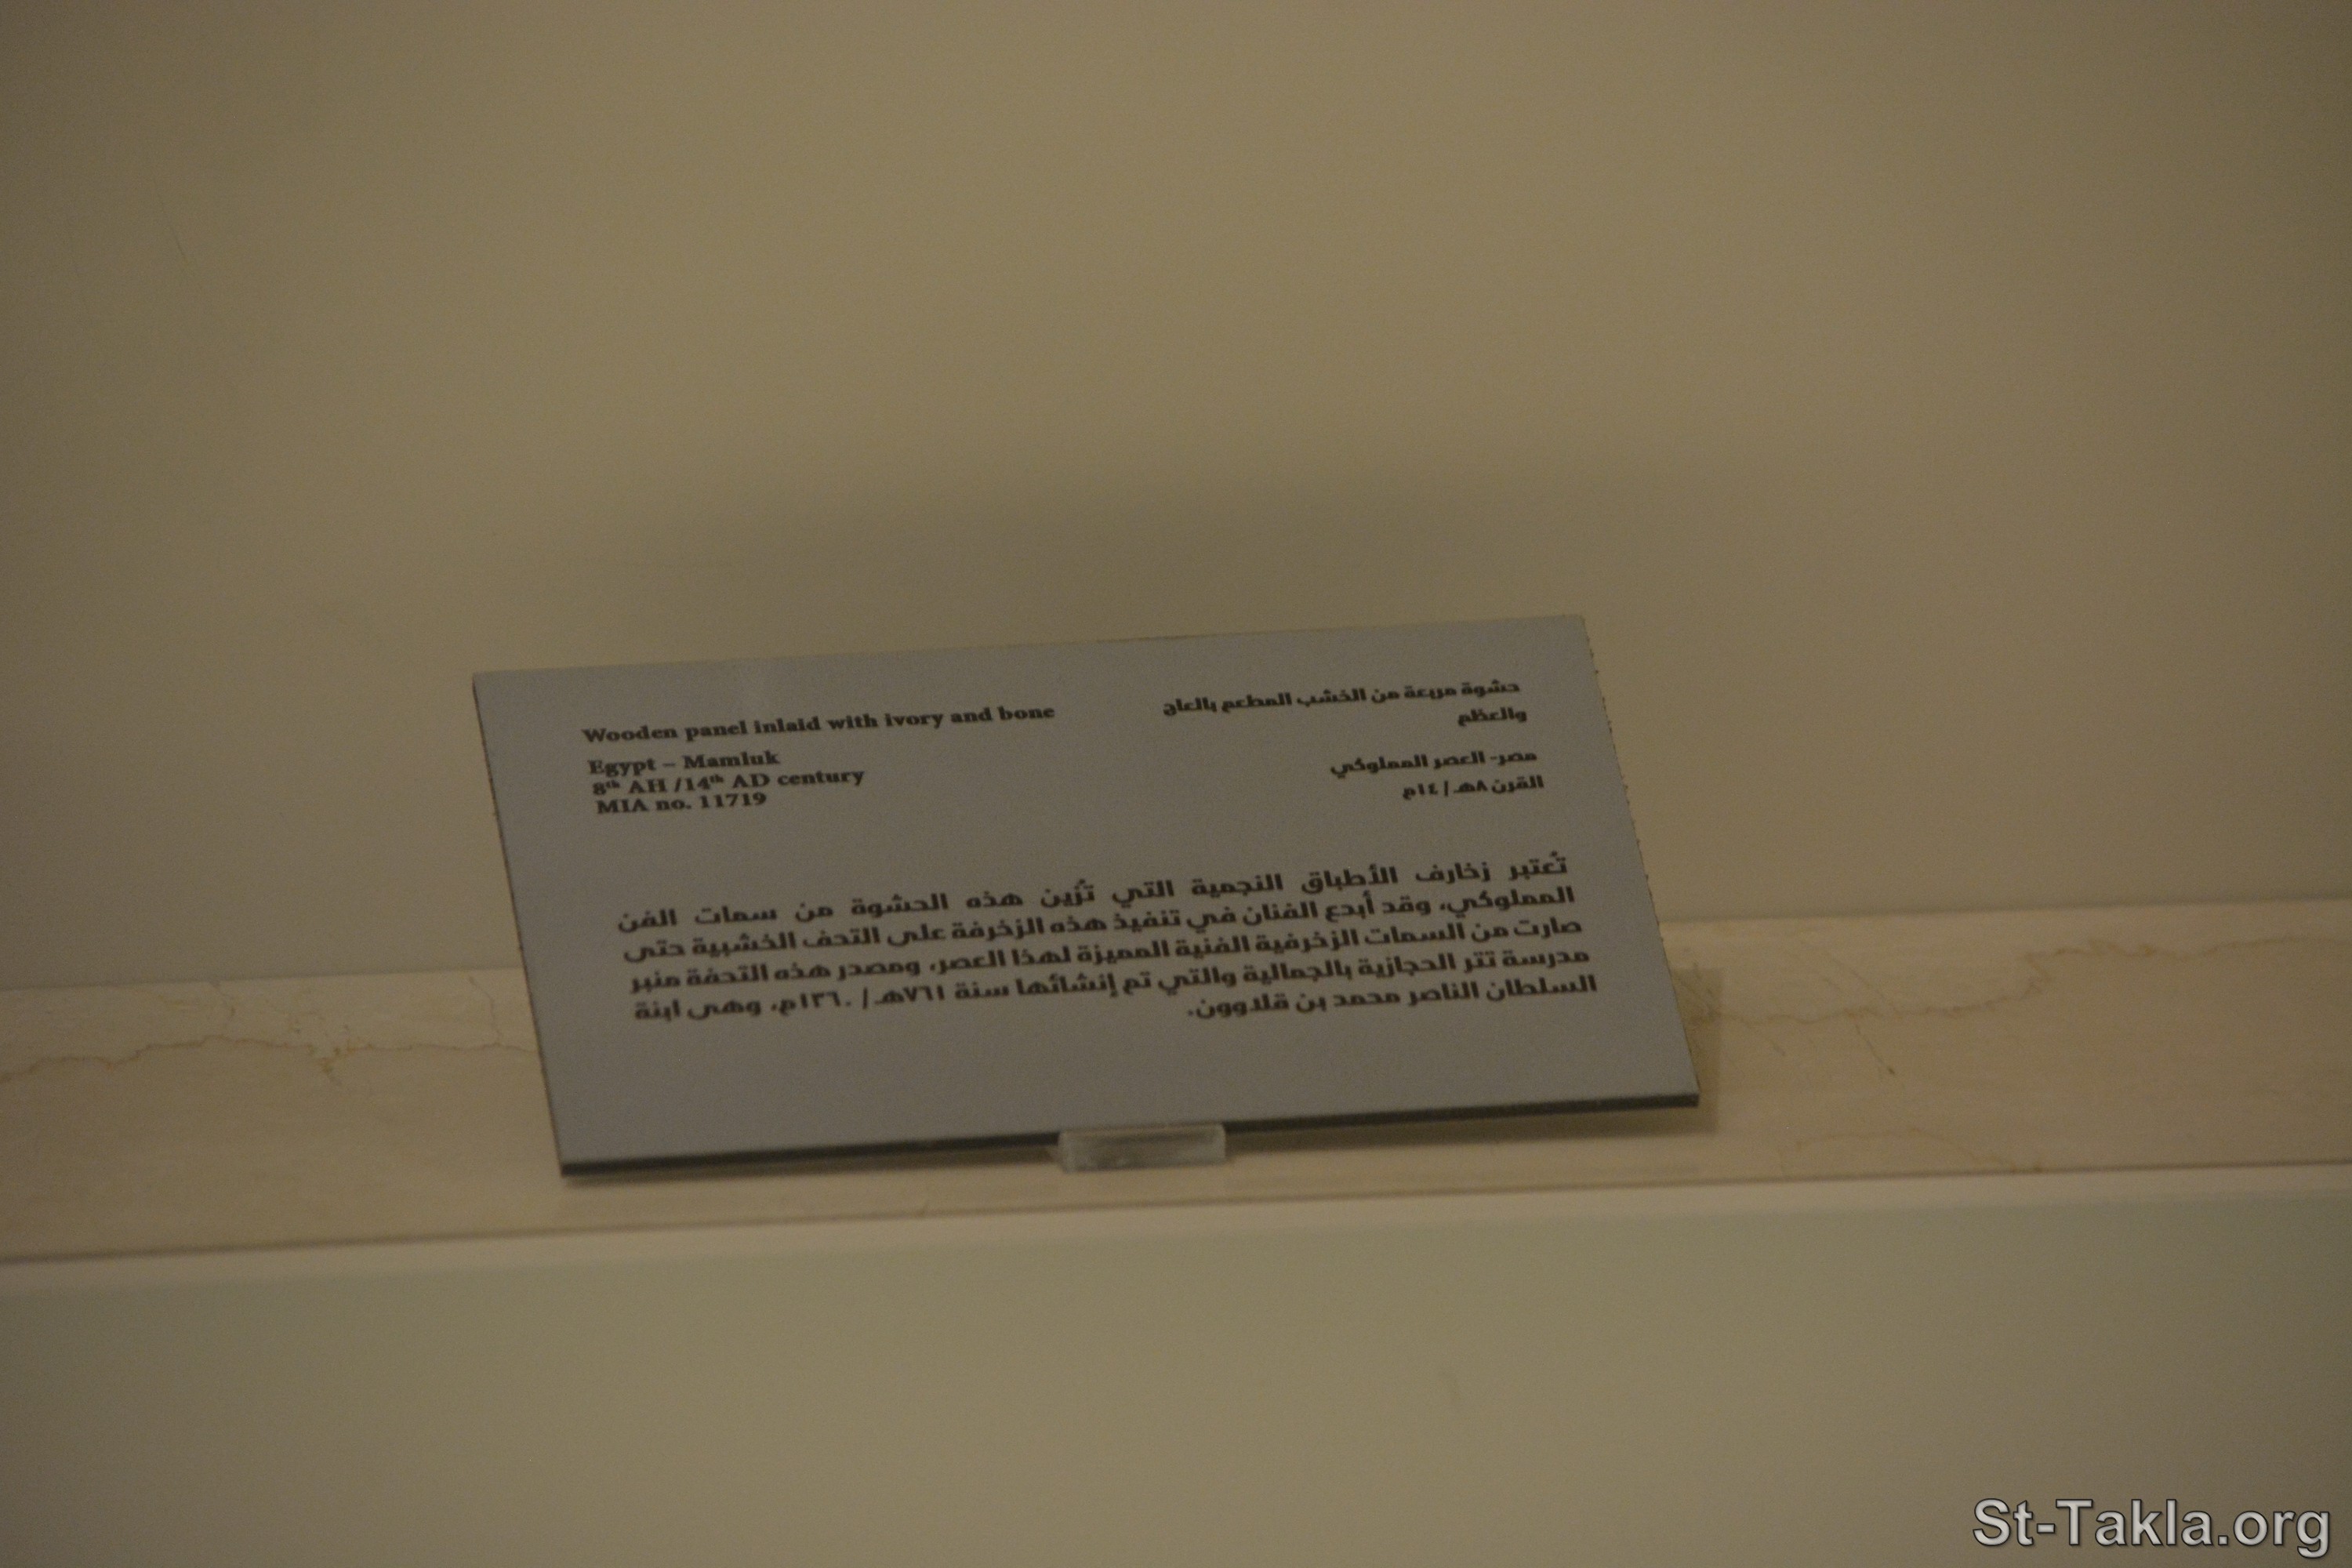 Wooden panel inlaid with ivory and bone
Egypt – Mamluk
8th AH /14th AD century
MIA no. 11719
حشوة مربعة من الخشب المطعم بالعاج
والعظم
مصر- العصر المملوكي
القرن ٨هـ / ١٤م
تُعتبر زخارف الأطباق النجمية التي تُزين هذه الحشوة من سمات الفن
المملوكي، وقد أبدع الفنان في تنفيذ هذه الزخرفة على التحف الخشبية حتى
صارت من السمات الزخرفية الفنية المميزة لهذا العصر، ومصدر هذه التحفة منبر
مدرسة تتر الحجازية بالجمالية والتي تم إنشائها سنة ٧٦١هـ / ١٣٦٠م، وهى ابنة
السلطان الناصر محمد بن قلاوون.
St-Takla.org